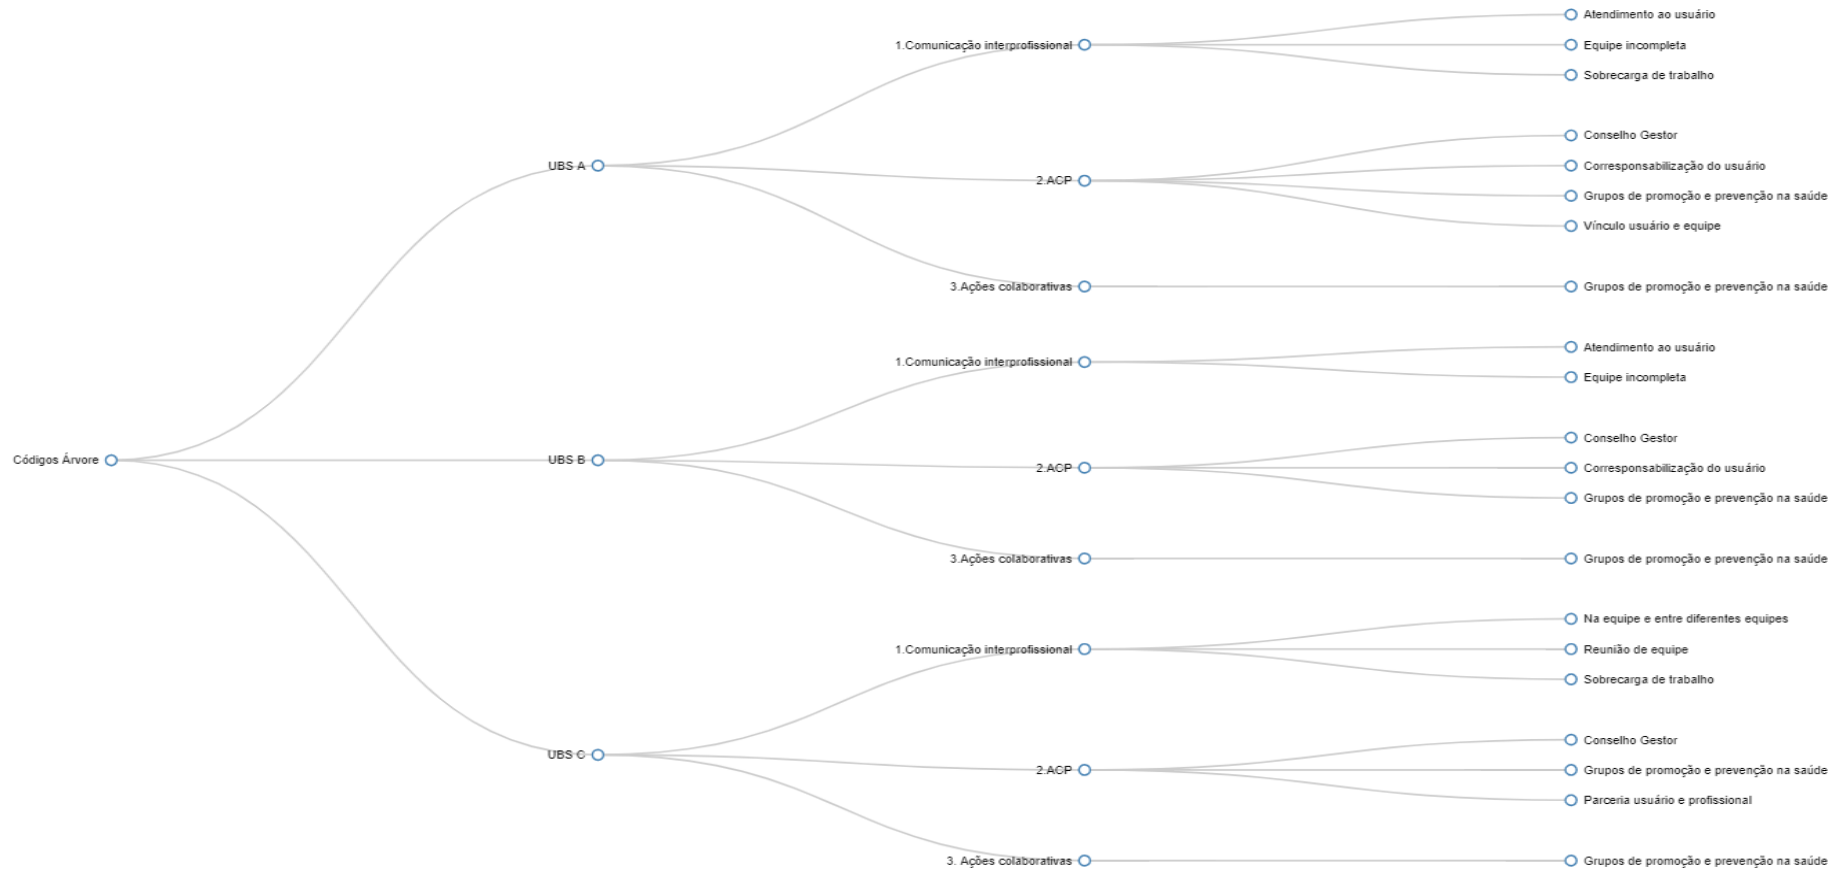 Códigos Árvore
UBS A
1.Comunicação interprofissional
Atendimento ao usuário
Equipe incompleta
Sobrecarga de trabalho
2.ACP
Conselho Gestor
Corresponsabilização do usuário
Grupos de promoção e prevenção na saúde
Vínculo usuário e equipe
3.Ações colaborativas
Grupos de promoção e prevenção na saúde
UBS B
1.Comunicação interprofissional
Atendimento ao usuário
Equipe incompleta
2.ACP
Conselho Gestor
Corresponsabilização do usuário
Grupos de promoção e prevenção na saúde
3.Ações colaborativas
Grupos de promoção e prevenção na saúde
UBS C
1.Comunicação interprofissional
Na equipe e entre diferentes equipes
Reunião de equipe
Sobrecarga de trabalho
2.ACP
Conselho Gestor
Grupos de promoção e prevenção na saúde
Parceria usuário e profissional
3. Ações colaborativas
Grupos de promoção e prevenção na saúde